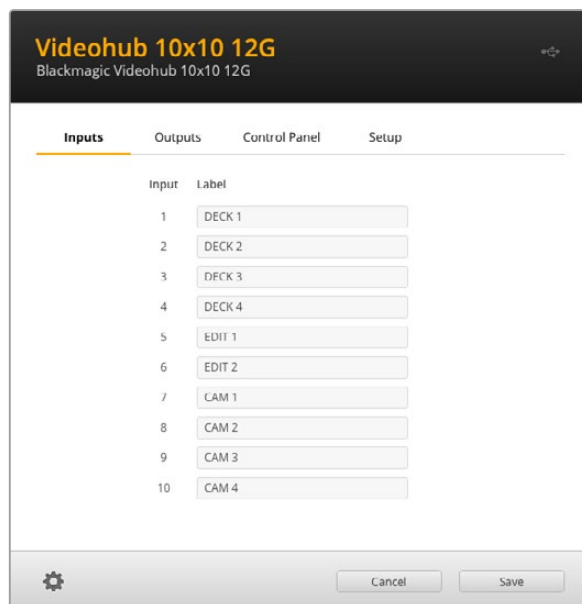 Videohub 10x10 12G
Blackmagic Videohub 10x10 12G
Inputs Outputs Control Panel Setup
Input Label
1 DECK 1
2 DECK 2
3 DECK 3
4 DECK 4
5 EDIT 1
6 EDIT 2
7 CAM 1
8 CAM 2
9 CAM 3
10 CAM 4
Cancel Save